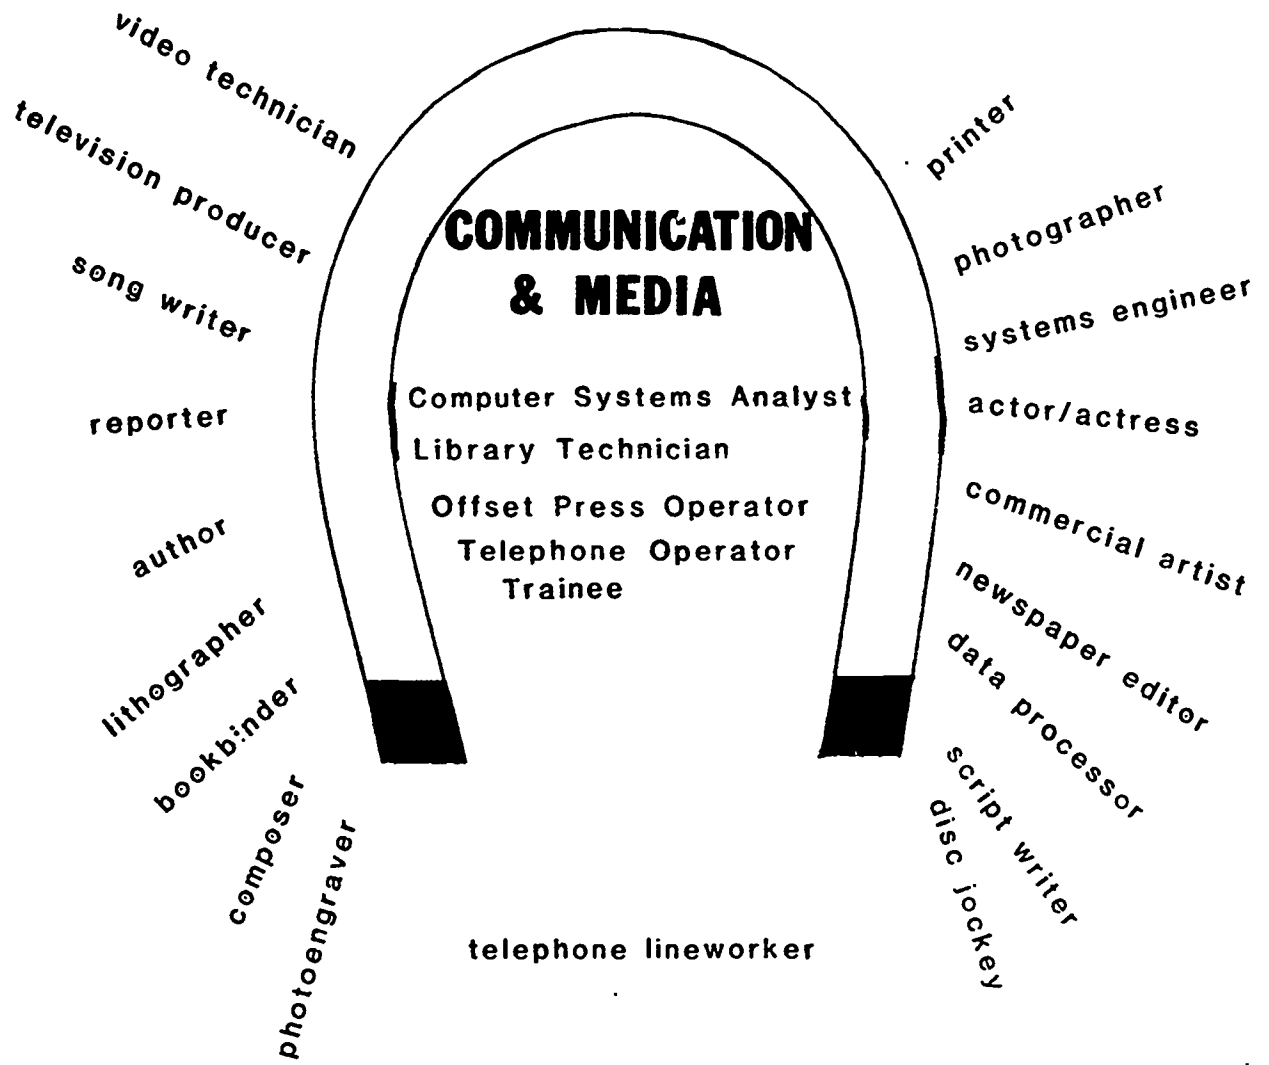 video technician
television producer
song writer
reporter
author
lithographer
bookbinder
composer
photoengraver
COMMUNICATION
& MEDIA
Computer Systems Analyst
Library Technician
Offset Press Operator
Telephone Operator
Trainee
telephone lineworker
printer
photographer
systems engineer
actor/actress
commercial artist
newspaper editor
data processor
script writer
disc jockey